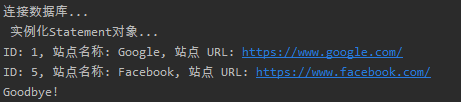 连接数据库...
 实例化Statement对象...
ID: 1, 站点名称: Google, 站点 URL: https://www.google.com/
ID: 5, 站点名称: Facebook, 站点 URL: https://www.facebook.com/
Goodbye!